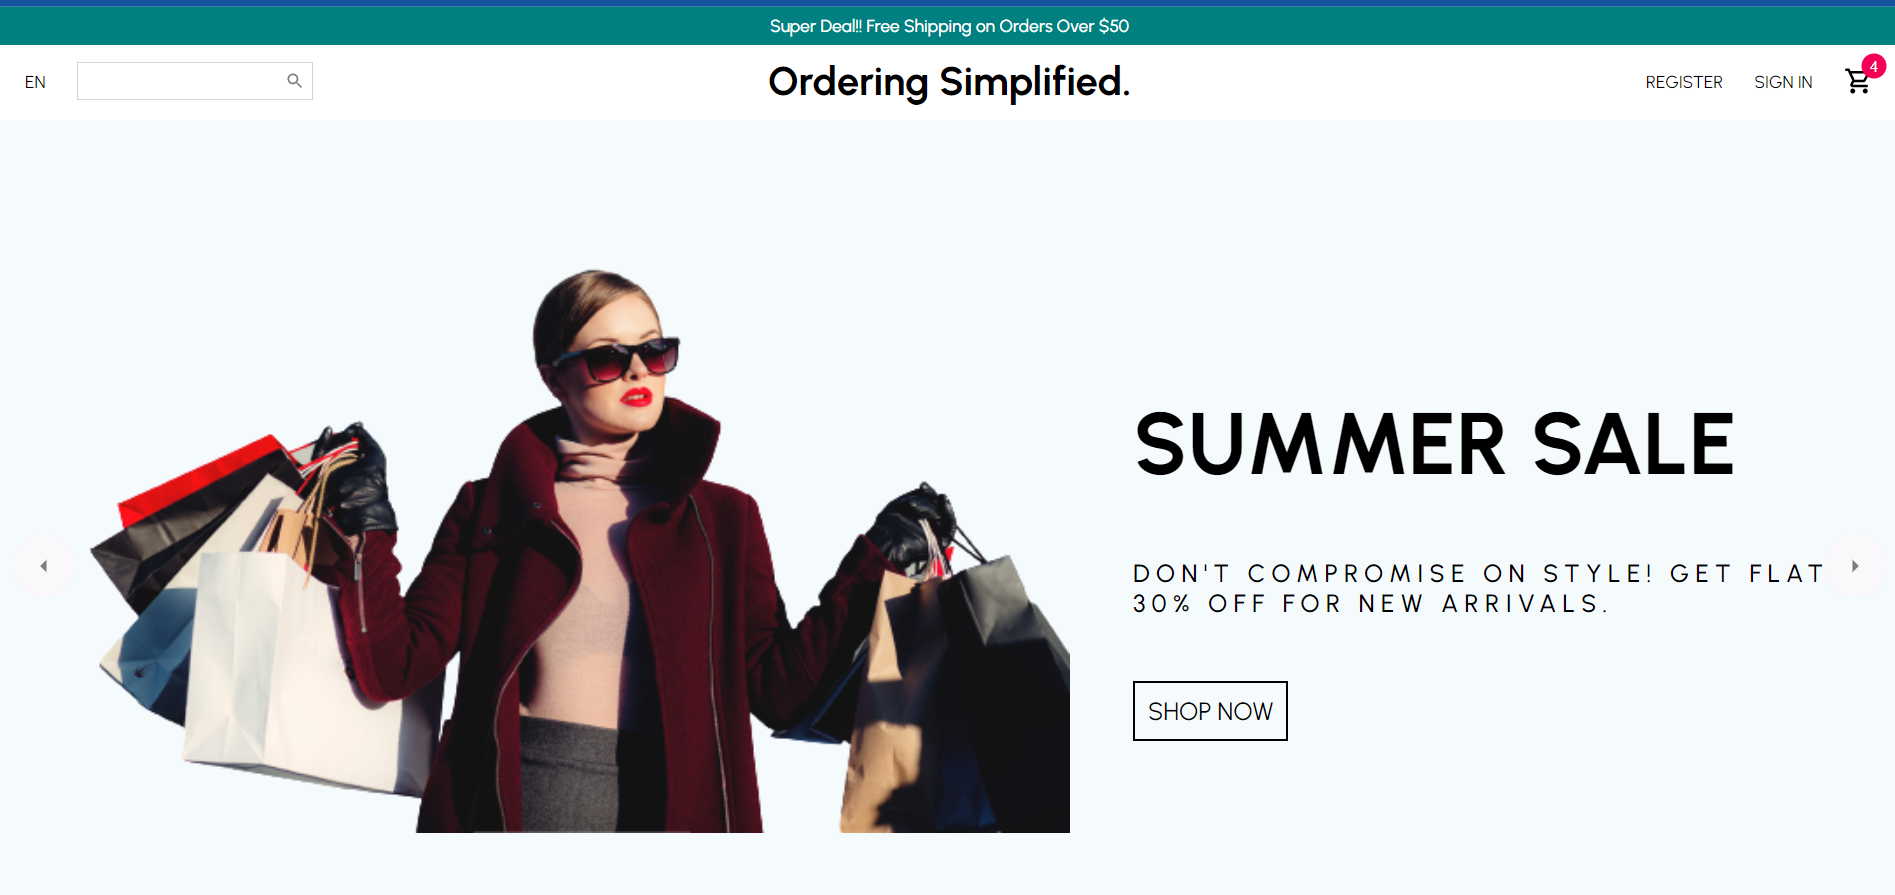 Super Deal!! Free Shipping on Orders Over $50
EN
Ordering Simplified.
REGISTER
SIGN IN
4
SUMMER SALE
DON'T COMPROMISE ON STYLE! GET FLAT
30% OFF FOR NEW ARRIVALS.
SHOP NOW